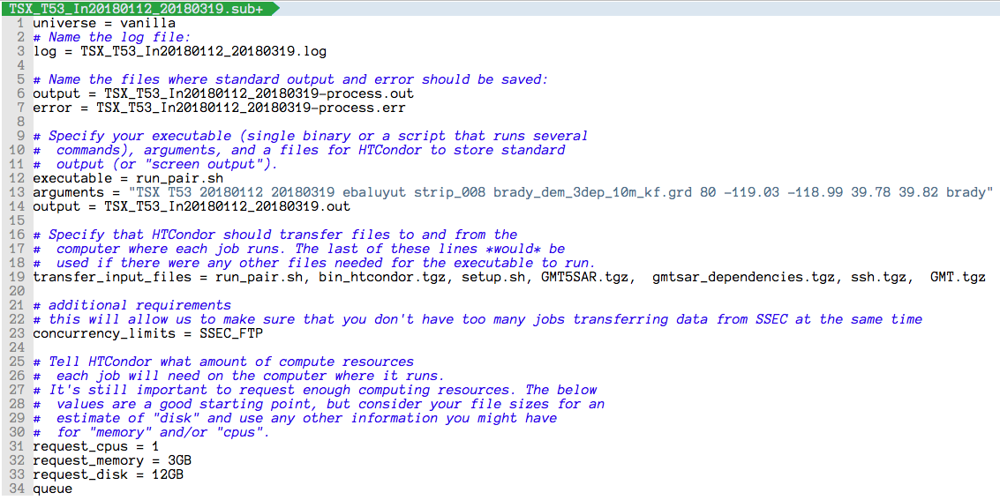 TSX_T53_In20180112_20180319.sub+
1 universe = vanilla
2 # Name the log file:
3 log = TSX_T53_In20180112_20180319.log
4
5 # Name the files where standard output and error should be saved:
6 output = TSX_T53_In20180112_20180319-process.out
7 error = TSX_T53_In20180112_20180319-process.err
8
9 # Specify your executable (single binary or a script that runs several
10 #  commands), arguments, and a files for HTCondor to store standard
11 #  output (or "screen output").
12 executable = run_pair.sh
13 arguments = "TSX T53 20180112 20180319 ebaluyut strip_008 brady_dem_3dep_10m_kf.grd 80 -119.03 -118.99 39.78 39.82 brady"
14 output = TSX_T53_In20180112_20180319.out
15
16 # Specify that HTCondor should transfer files to and from the
17 #  computer where each job runs. The last of these lines *would* be
18 #  used if there were any other files needed for the executable to run.
19 transfer_input_files = run_pair.sh, bin_htcondor.tgz, setup.sh, GMT5SAR.tgz,  gmtsar_dependencies.tgz, ssh.tgz,  GMT.tgz
20
21 # additional requirements
22 # this will allow us to make sure that you don't have too many jobs transferring data from SSEC at the same time
23 concurrency_limits = SSEC_FTP
24
25 # Tell HTCondor what amount of compute resources
26 #  each job will need on the computer where it runs.
27 # It's still important to request enough computing resources. The below
28 #  values are a good starting point, but consider your file sizes for an
29 #  estimate of "disk" and use any other information you might have
30 #  for "memory" and/or "cpus".
31 request_cpus = 1
32 request_memory = 3GB
33 request_disk = 12GB
34 queue